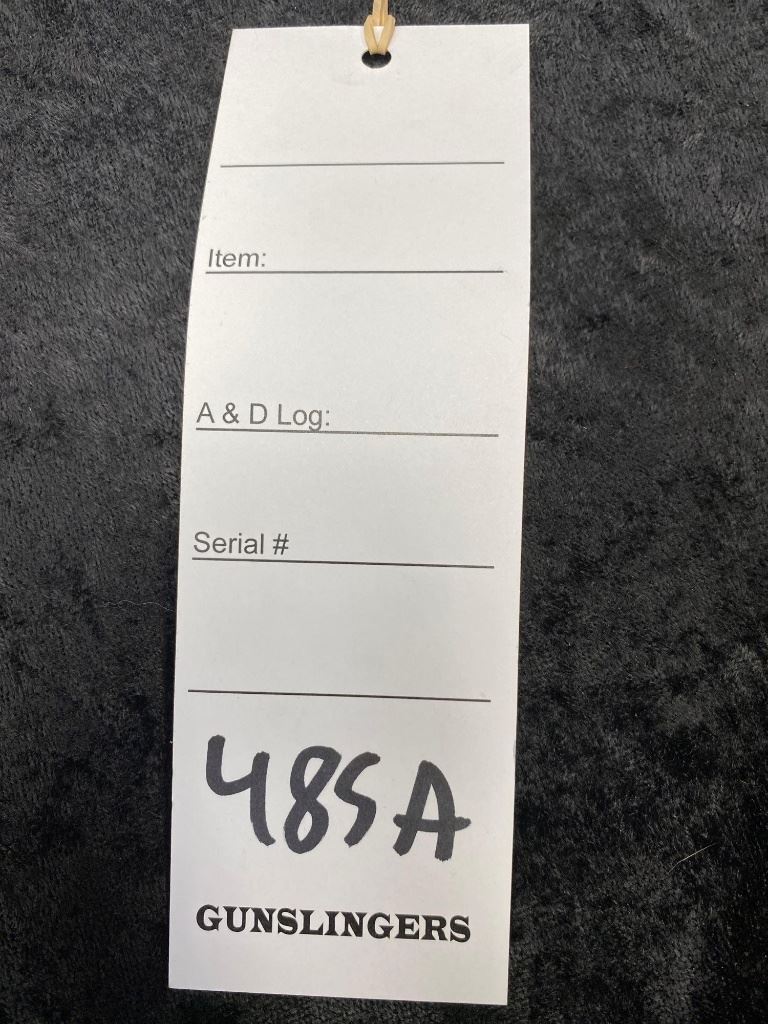 Item:
A & D Log:
Serial #
485A
GUNSLINGERS